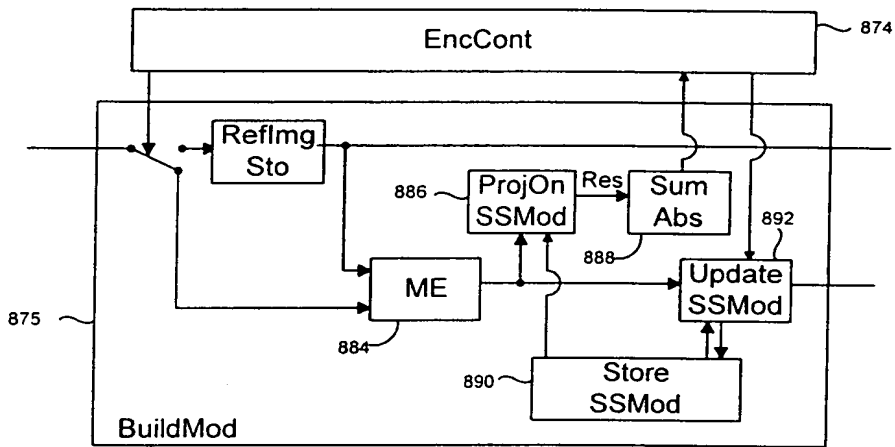 EncCont
874
RefImg
Sto
886
ProjOn
SSMod
Res
Sum
Abs
888
892
Update
SSMod
ME
884
875
890
Store
SSMod
BuildMod